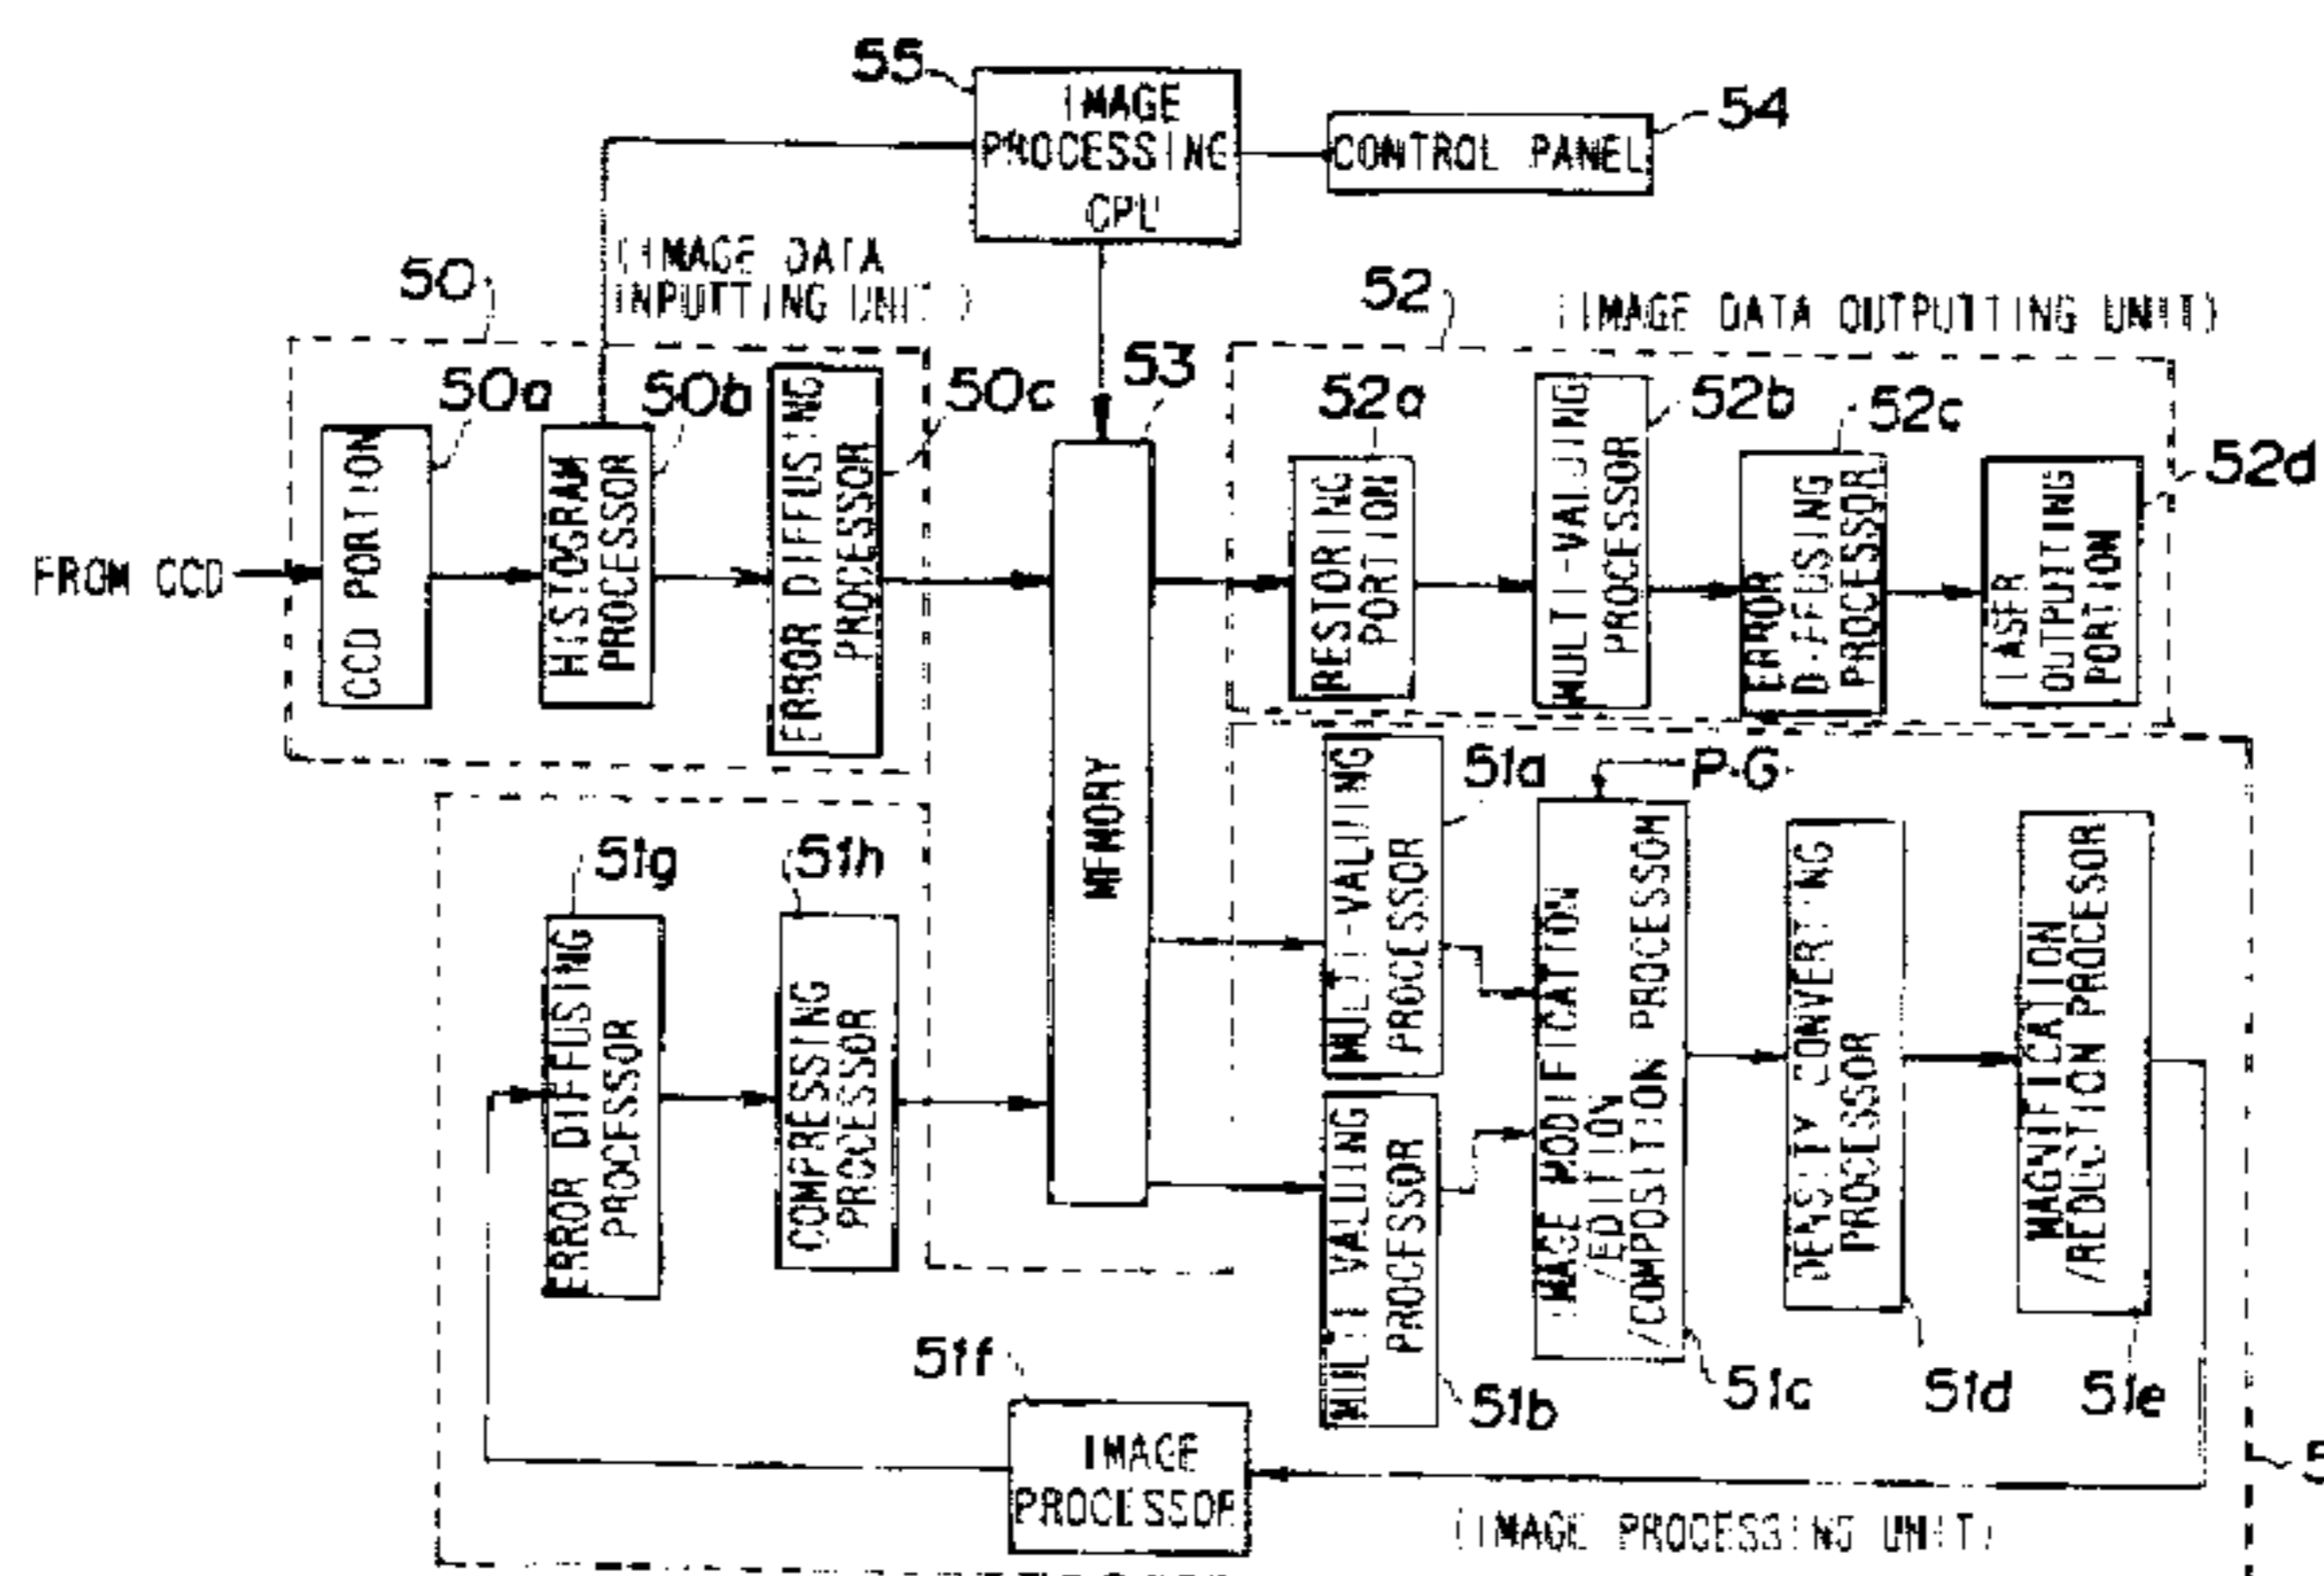 55
IMAGE
PROCESSING
CPU
CONTROL PANEL
54
50
(IMAGE DATA
INPUTTING UNIT)
52
(IMAGE DATA OUTPUTTING UNIT)
50a
50b
50c
53
52a
52b
52c
52d
FROM CCD
CCD PORTION
HISTOGRAM
PROCESSOR
ERROR DIFFUSING
PROCESSOR
MEMORY
RESTORING
PORTION
MULTI-VALUING
PROCESSOR
ERROR
DIFFUSING
PROCESSOR
LASER
OUTPUTTING
PORTION
51g
51h
51a
P·G
ERROR DIFFUSING
PROCESSOR
COMPRESSING
PROCESSOR
MULTI-VALUING
PROCESSOR
MULTI VALUING
PROCESSOR
IMAGE MODIFICATION
/EDITION
/COMPOSITION PROCESSOR
DENSITY CONVERTING
PROCESSOR
MAGNIFICATION
/REDUCTION PROCESSOR
51f
51b
51c
51d
51e
IMAGE
PROCESSOR
(IMAGE PROCESSING UNIT)